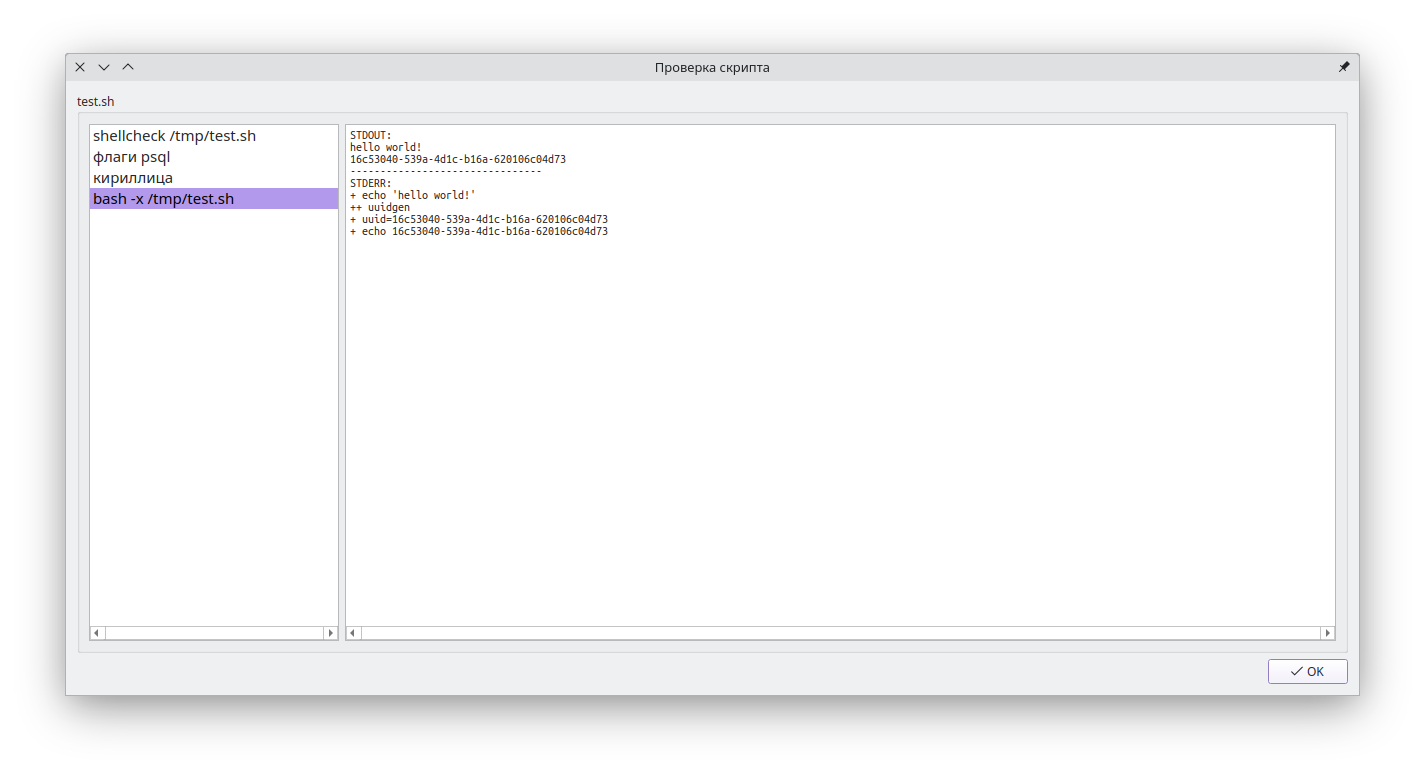 Проверка скрипта
test.sh
shellcheck /tmp/test.sh
флаги psql
кириллица
bash -x /tmp/test.sh
STDOUT:
hello world!
16c53040-539a-4d1c-b16a-620106c04d73
--------------------------------
STDERR:
+ echo 'hello world!'
++ uuidgen
+ uuid=16c53040-539a-4d1c-b16a-620106c04d73
+ echo 16c53040-539a-4d1c-b16a-620106c04d73
OK